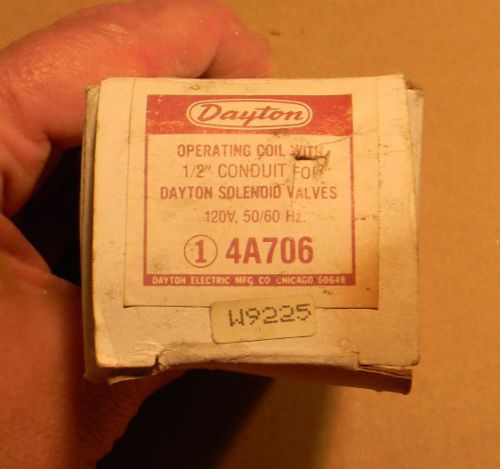 Dayton
OPERATING COIL WITH
1/2" CONDUIT FOR
DAYTON SOLENOID VALVES
120V, 50/60 Hz.
1 4A706
DAYTON ELECTRIC MFG. CO. CHICAGO 60648
W9225